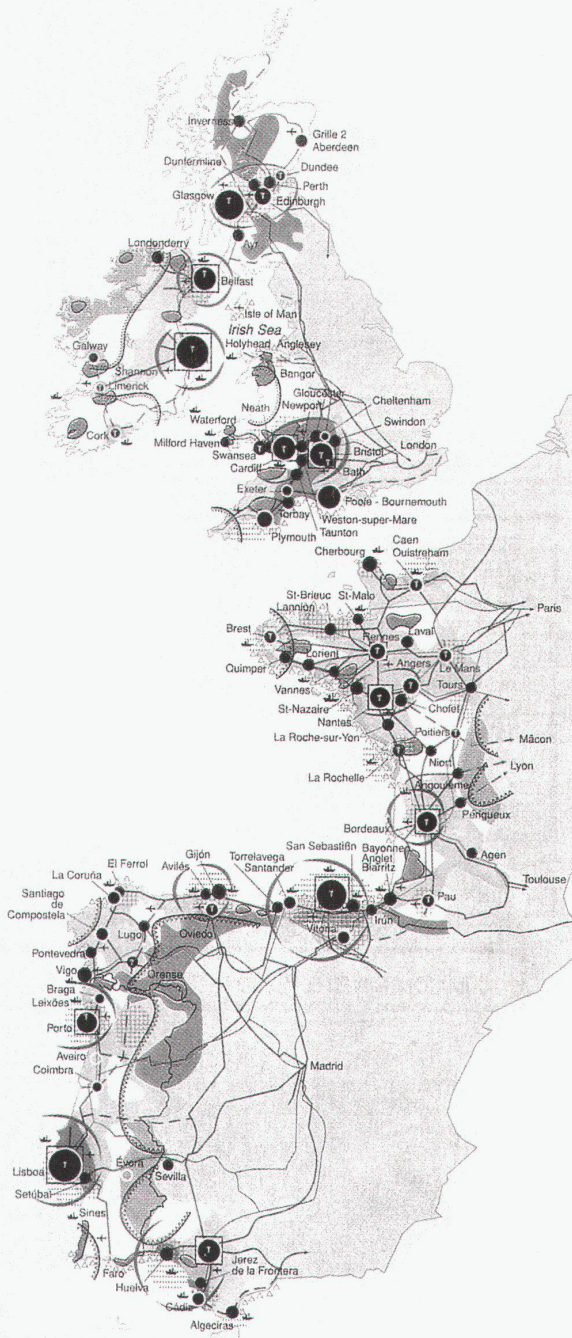 Inverness
Grille 2
Aberdeen
Dunfermline
Dundee
Perth
Glasgow
Edinburgh
Ayr
Londonderry
Belfast
Isle of Man
Irish Sea
Holyhead-Anglesey
Galway
Shannon
Limerick
Bangor
Gloucester
Cheltenham
Neath
Newport
Swindon
Waterford
London
Cork
Milford Haven
Bristol
Swansea
Cardiff
Bath
Exeter
Poole - Bournemouth
Torbay
Weston-super-Mare
Taunton
Plymouth
Caen
Cherbourg
Ouistreham
St-Brieuc
St-Malo
Lannion
Paris
Brest
Laval
Rennes
Lorient
Angers
Le Mans
Quimper
Tours
Vannes
St-Nazaire
Cholet
Nantes
Poitiers
La Roche-sur-Yon
Mâcon
Niort
Lyon
La Rochelle
Angoulème
Périgueux
Bordeaux
San Sebastißn
Bayonne
Anglet
Biarritz
Agen
Gijón
Torrelavega
Avilés
Santander
El Ferrol
La Coruña
Toulouse
Santiago
de
Compostela
Pau
Irún
Lugo
Oviedo
Vitoria
Pontevedra
Vigo
Orense
Braga
Leixões
Porto
Aveiro
Coimbra
Madrid
Lisboa
Évora
Sevilla
Setúbal
Sines
Faro
Jerez
de la Frontera
Huelva
Cádiz
Algeciras